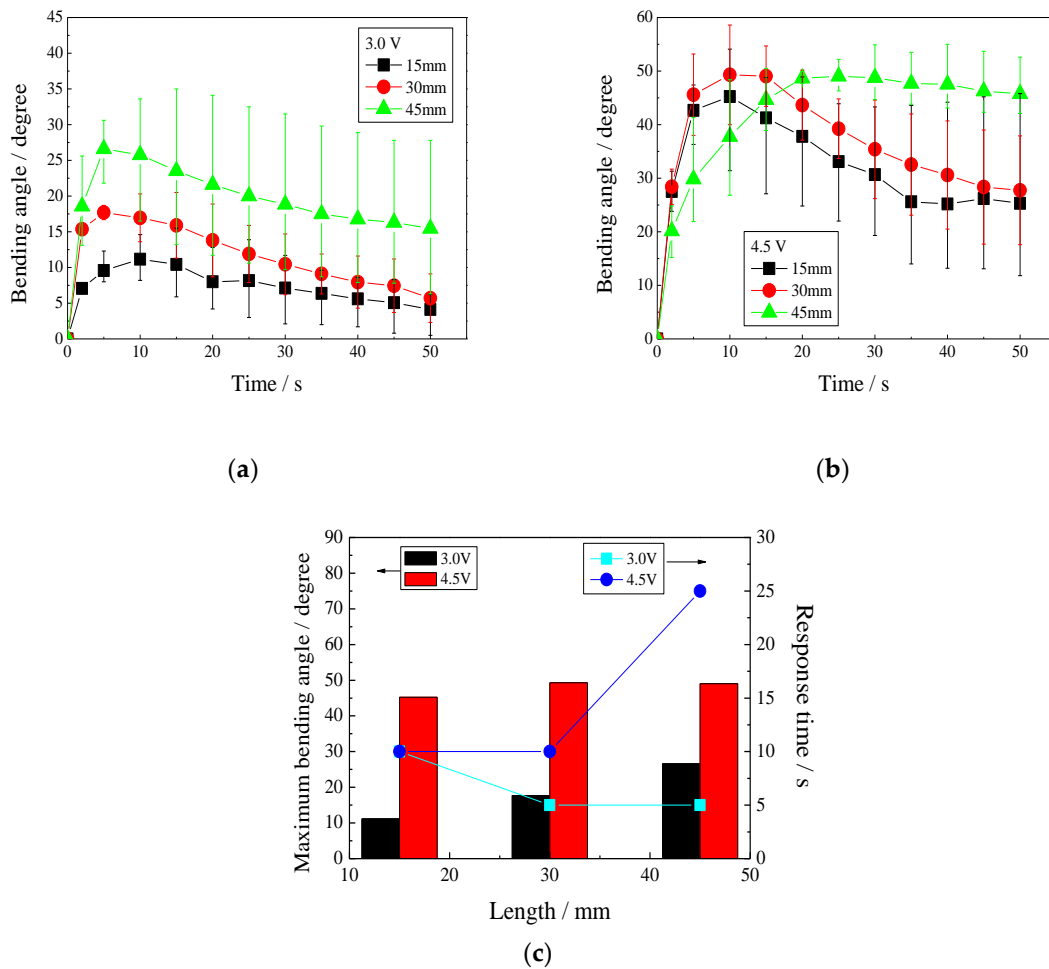 45
40
35
30
25
20
15
10
5
0
Bending angle / degree
3.0 V
15mm
30mm
45mm
0 10 20 30 40 50
Time / s
(a)
60
50
40
30
20
10
0
Bending angle / degree
4.5 V
15mm
30mm
45mm
0 10 20 30 40 50
Time / s
(b)
90
80
70
60
50
40
30
20
10
0
Maximum bending angle / degree
3.0V
4.5V
3.0V
4.5V
30
25
20
15
10
5
0
Response time / s
10 20 30 40 50
Length / mm
(c)